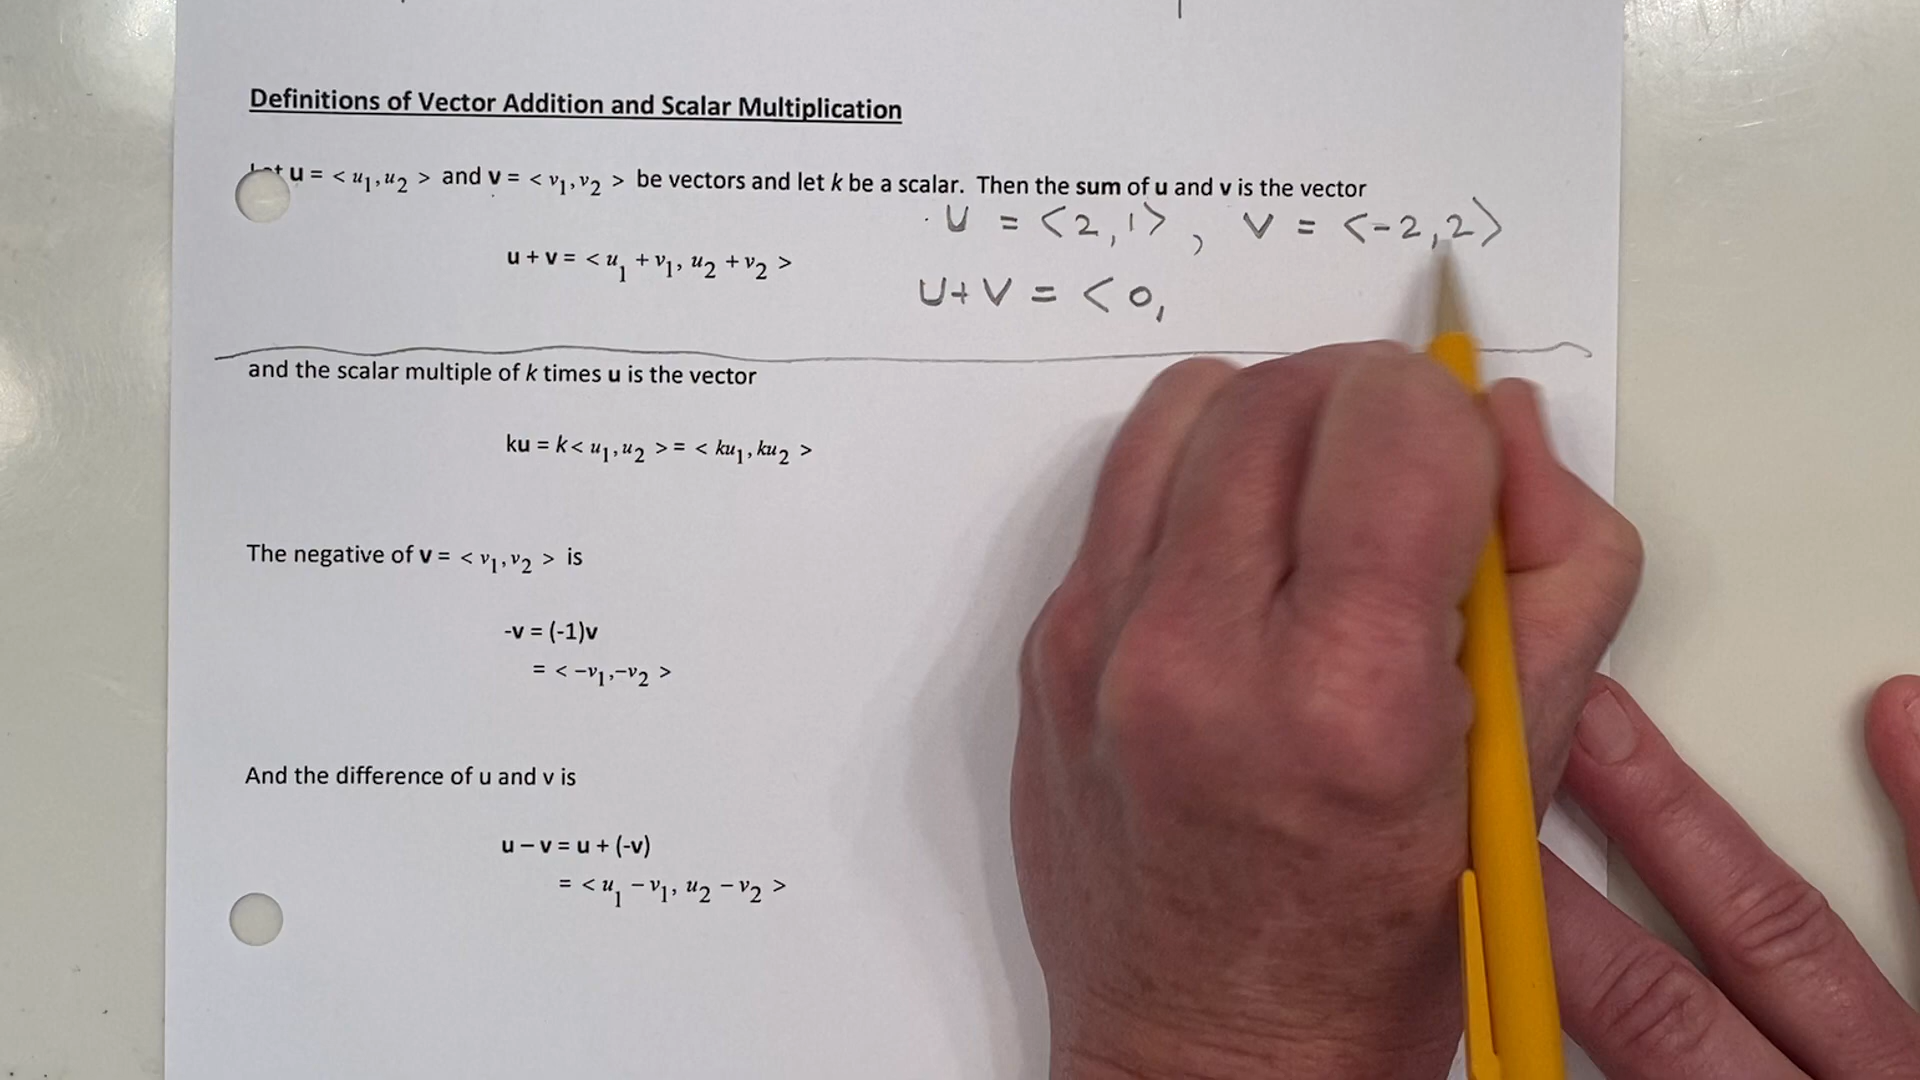 Definitions of Vector Addition and Scalar Multiplication
u = < u₁, u₂ > and v = < v₁, v₂ > be vectors and let k be a scalar. Then the sum of u and v is the vector
U = <2,1>, V = <-2,2>
u + v = < u₁ + v₁, u₂ + v₂ >
U+V = <0,
and the scalar multiple of k times u is the vector
ku = k< u₁, u₂ > = < ku₁, ku₂ >
The negative of v = < v₁, v₂ > is
-v = (-1)v
= < −v₁,−v₂ >
And the difference of u and v is
u – v = u + (-v)
= < u₁ − v₁, u₂ − v₂ >